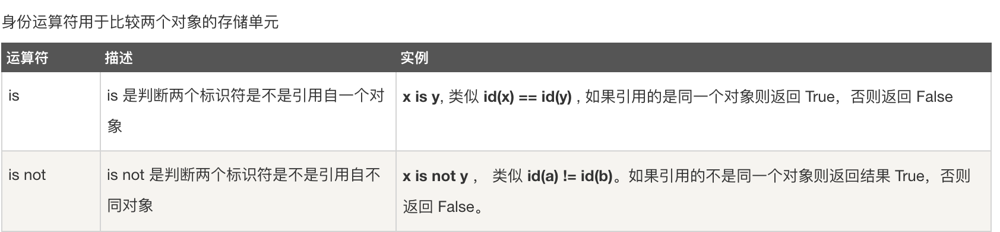 身份运算符用于比较两个对象的存储单元
运算符 描述 实例
is is 是判断两个标识符是不是引用自一个对 x is y, 类似 id(x) == id(y) , 如果引用的是同一个对象则返回 True，否则返回 False
象
is not is not 是判断两个标识符是不是引用自不 x is not y ， 类似 id(a) != id(b)。如果引用的不是同一个对象则返回结果 True，否则
同对象 返回 False。